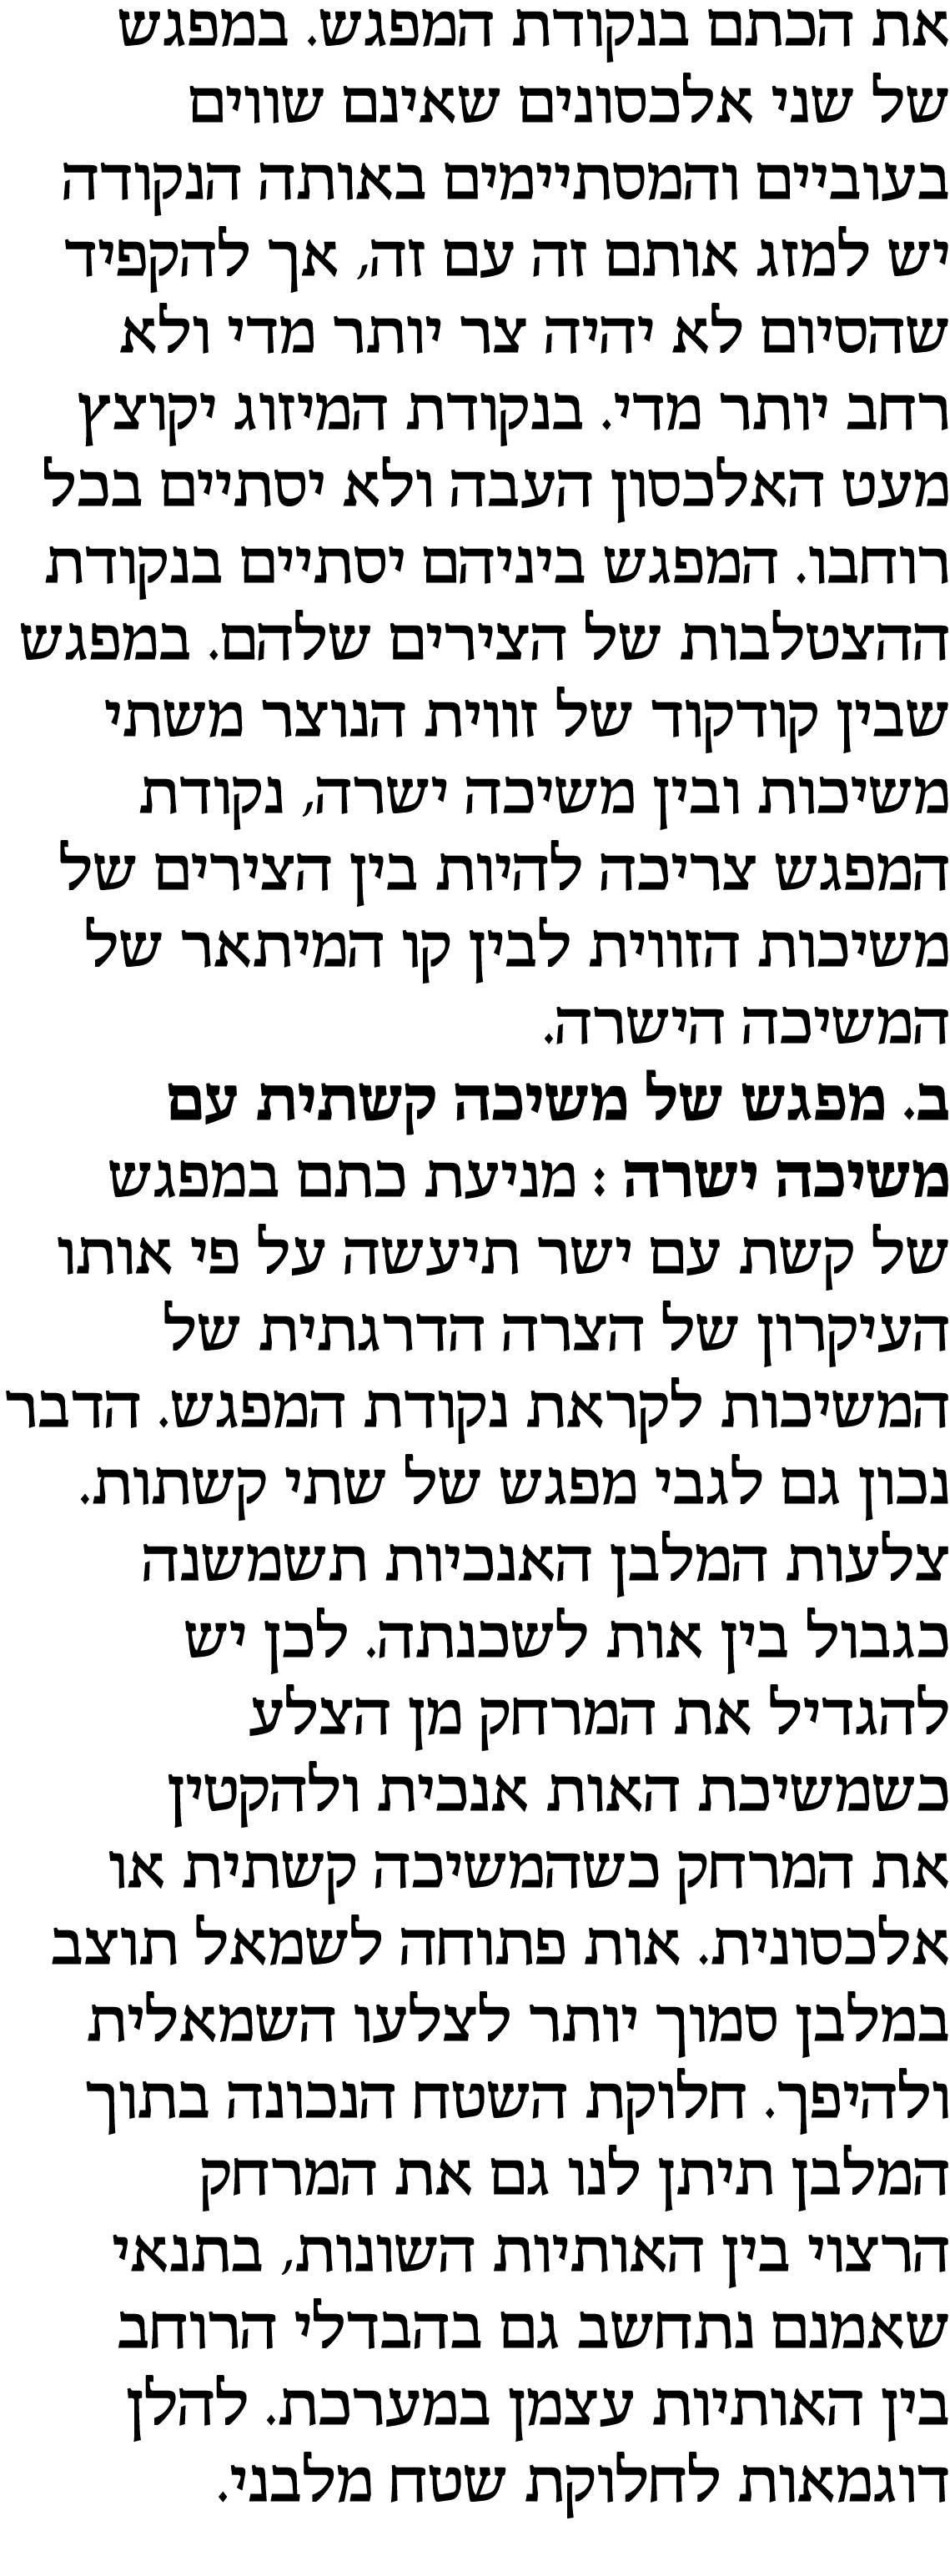 את הכתם בנקודת המפגש. במפגש
של שני אלכסונים שאינם שווים
בעוביים והמסתיימים באותה הנקודה
יש למזג אותם זה עם זה, אך להקפיד
שהסיום לא יהיה צר יותר מדי ולא
רחב יותר מדי. בנקודת המיזוג יקוצץ
מעט האלכסון העבה ולא יסתיים בכל
רוחבו. המפגש ביניהם יסתיים בנקודת
ההצטלבות של הצירים שלהם. במפגש
שבין קודקוד של זווית הנוצר משתי
משיכות ובין משיכה ישרה, נקודת
המפגש צריכה להיות בין הצירים של
משיכות הזווית לבין קו המיתאר של
המשיכה הישרה.
ב. מפגש של משיכה קשתית עם
משיכה ישרה : מניעת כתם במפגש
של קשת עם ישר תיעשה על פי אותו
העיקרון של הצרה הדרגתית של
המשיכות לקראת נקודת המפגש. הדבר
נכון גם לגבי מפגש של שתי קשתות.
צלעות המלבן האנכיות תשמשנה
כגבול בין אות לשכנתה. לכן יש
להגדיל את המרחק מן הצלע
כשמשיכת האות אנכית ולהקטין
את המרחק כשהמשיכה קשתית או
אלכסונית. אות פתוחה לשמאל תוצב
במלבן סמוך יותר לצלעו השמאלית
ולהיפך. חלוקת השטח הנכונה בתוך
המלבן תיתן לנו גם את המרחק
הרצוי בין האותיות השונות, בתנאי
שאמנם נתחשב גם בהבדלי הרוחב
בין האותיות עצמן במערכת. להלן
דוגמאות לחלוקת שטח מלבני.